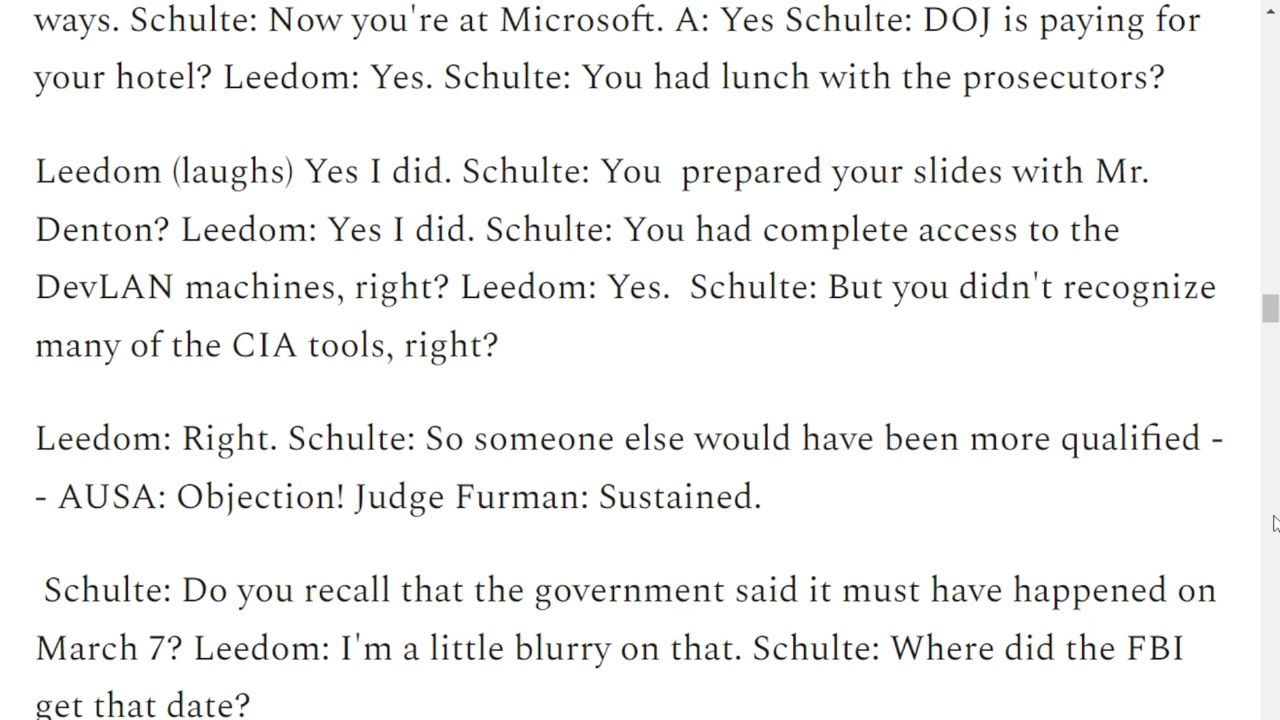 ways. Schulte: Now you're at Microsoft. A: Yes Schulte: DOJ is paying for
your hotel? Leedom: Yes. Schulte: You had lunch with the prosecutors?
Leedom (laughs) Yes I did. Schulte: You  prepared your slides with Mr.
Denton? Leedom: Yes I did. Schulte: You had complete access to the
DevLAN machines, right? Leedom: Yes.  Schulte: But you didn't recognize
many of the CIA tools, right?
Leedom: Right. Schulte: So someone else would have been more qualified -
- AUSA: Objection! Judge Furman: Sustained.
Schulte: Do you recall that the government said it must have happened on
March 7? Leedom: I'm a little blurry on that. Schulte: Where did the FBI
get that date?